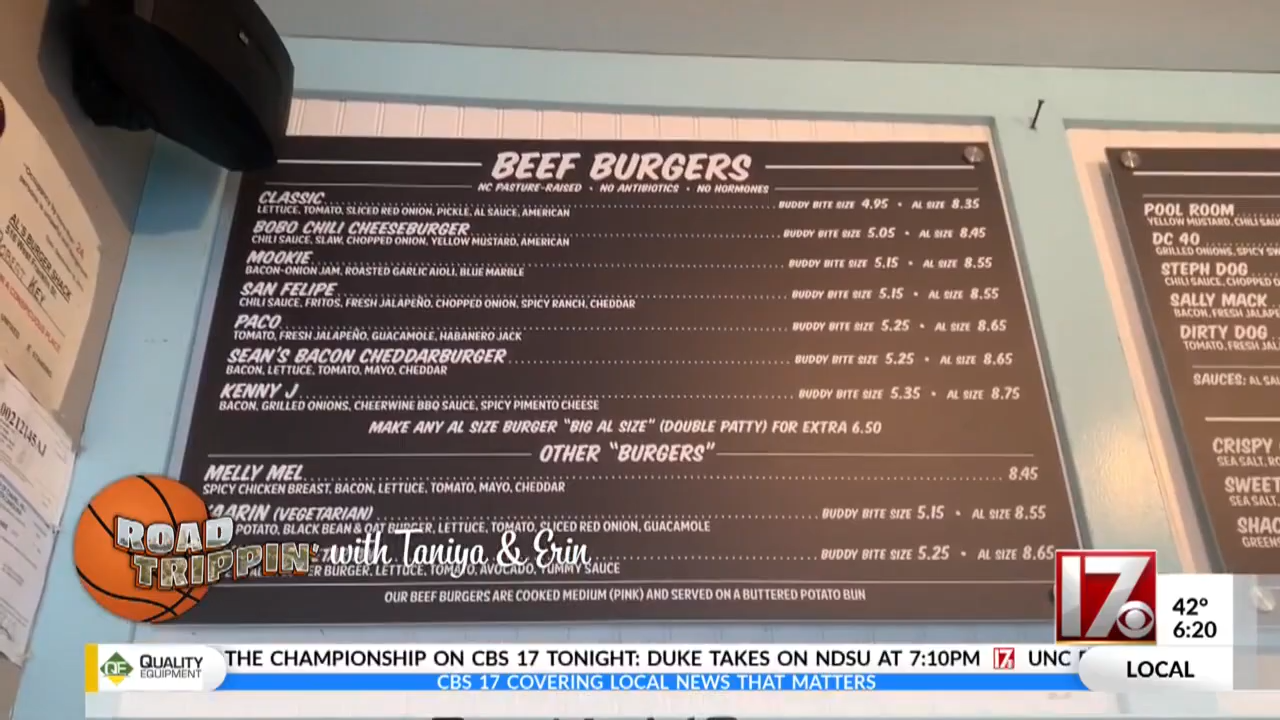 BEEF BURGERS
NC PASTURE-RAISED • NO ANTIBIOTICS • NO HORMONES
CLASSIC BUDDY BITE SIZE 4.95 • AL SIZE 8.35
LETTUCE, TOMATO, SLICED RED ONION, PICKLE, AL SAUCE, AMERICAN
BOBO CHILI CHEESEBURGER BUDDY BITE SIZE 5.05 • AL SIZE 8.45
CHILI SAUCE, SLAW, CHOPPED ONION, YELLOW MUSTARD, AMERICAN
MOOKIE BUDDY BITE SIZE 5.15 • AL SIZE 8.55
BACON-ONION JAM, ROASTED GARLIC AIOLI, BLUE MARBLE
SAN FELIPE BUDDY BITE SIZE 5.15 • AL SIZE 8.55
CHILI SAUCE, FRITOS, FRESH JALAPEÑO, CHOPPED ONION, SPICY RANCH, CHEDDAR
PACO BUDDY BITE SIZE 5.25 • AL SIZE 8.65
TOMATO, FRESH JALAPEÑO, GUACAMOLE, HABANERO JACK
SEAN'S BACON CHEDDARBURGER BUDDY BITE SIZE 5.25 • AL SIZE 8.65
BACON, LETTUCE, TOMATO, MAYO, CHEDDAR
KENNY J BUDDY BITE SIZE 5.35 • AL SIZE 8.75
BACON, GRILLED ONIONS, CHEERWINE BBQ SAUCE, SPICY PIMENTO CHEESE
MAKE ANY AL SIZE BURGER "BIG AL SIZE" (DOUBLE PATTY) FOR EXTRA 6.50
OTHER "BURGERS"
MELLY MEL 8.45
SPICY CHICKEN BREAST, BACON, LETTUCE, TOMATO, MAYO, CHEDDAR
(VEGETARIAN) BUDDY BITE SIZE 5.15 • AL SIZE 8.55
POTATO, BLACK BEAN & OAT BURGER, LETTUCE, TOMATO, SLICED RED ONION, GUACAMOLE
BUDDY BITE SIZE 5.25 • AL SIZE 8.65
BURGER, LETTUCE, TOMATO, AVOCADO, YUMMY SAUCE
OUR BEEF BURGERS ARE COOKED MEDIUM (PINK) AND SERVED ON A BUTTERED POTATO BUN
POOL ROOM
YELLOW MUSTARD, CHILI
DC 40
GRILLED ONIONS, SPICY
STEPH DOG
CHILI SAUCE, CHOPPED
SALLY MACK
BACON, FRESH
DIRTY DOG
TOMATO, FRESH
SAUCES: AL
CRISPY
SEA SALT,
SWEET
SEA SALT,
AL'S BURGER SHACK
ROAD
TRIPPIN' with Taniya & Erin
17
42°
6:20
LOCAL
QF QUALITY
EQUIPMENT
THE CHAMPIONSHIP ON CBS 17 TONIGHT: DUKE TAKES ON NDSU AT 7:10PM 17 UNC
CBS 17 COVERING LOCAL NEWS THAT MATTERS